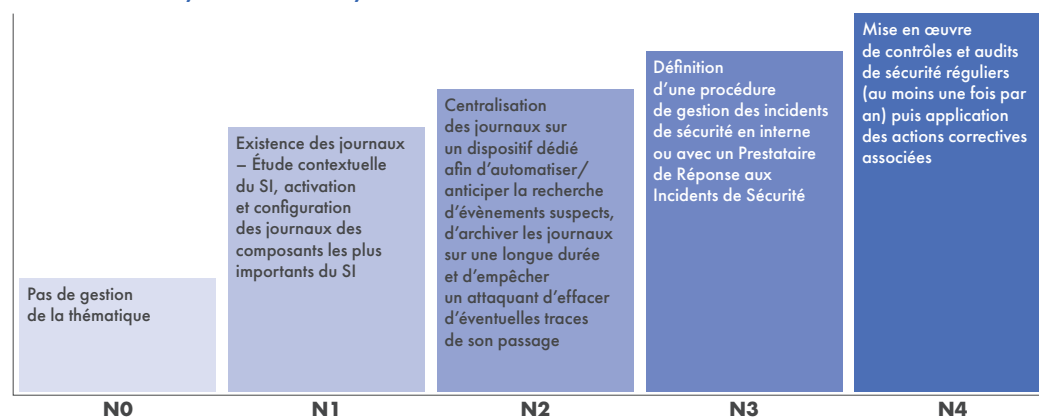 Pas de gestion
de la thématique
Existence des journaux
– Étude contextuelle
du SI, activation
et configuration
des journaux des
composants les plus
importants du SI
Centralisation
des journaux sur
un dispositif dédié
afin d'automatiser/
anticiper la recherche
d'évènements suspects,
d'archiver les journaux
sur une longue durée
et d'empêcher
un attaquant d'effacer
d'éventuelles traces
de son passage
Définition
d'une procédure
de gestion des incidents
de sécurité en interne
ou avec un Prestataire
de Réponse aux
Incidents de Sécurité
Mise en œuvre
de contrôles et audits
de sécurité réguliers
(au moins une fois par
an) puis application
des actions correctives
associées
N0
N1
N2
N3
N4